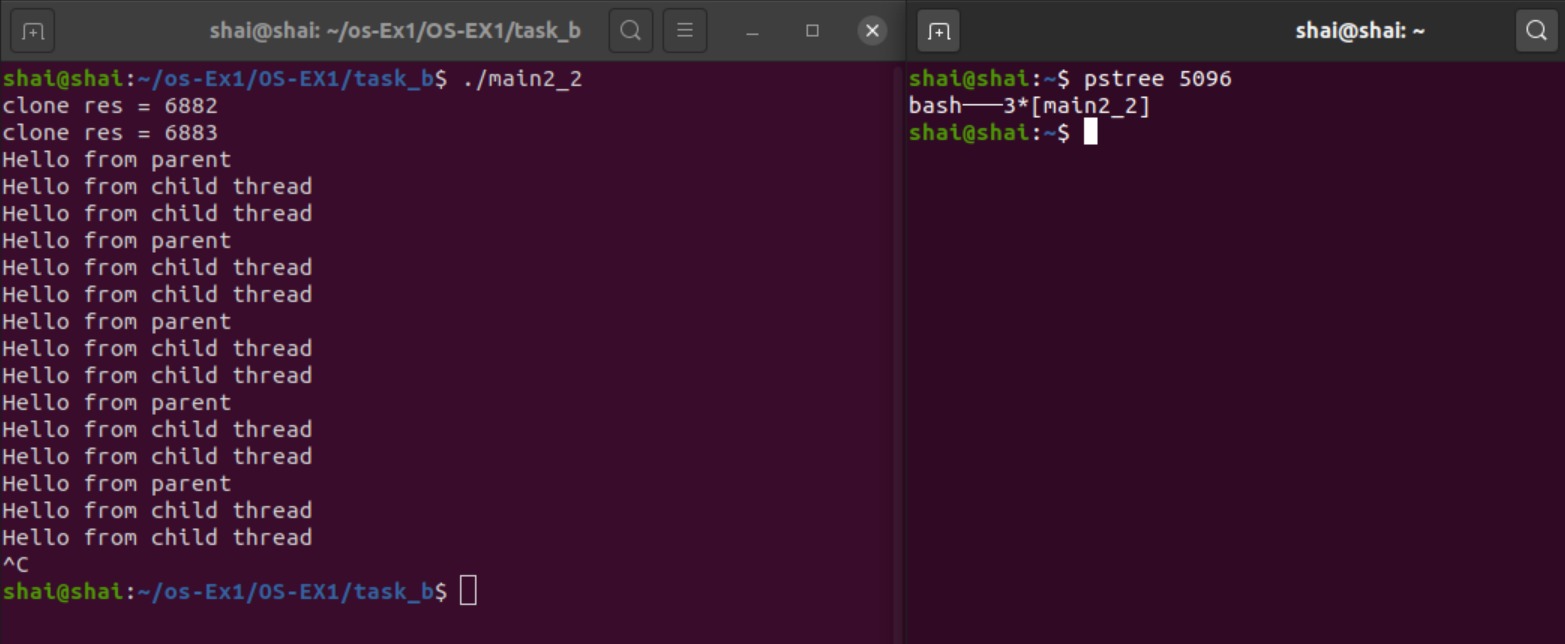 shai@shai: ~/os-Ex1/OS-EX1/task_b
shai@shai:~/os-Ex1/OS-EX1/task_b$ ./main2_2
clone res = 6882
clone res = 6883
Hello from parent
Hello from child thread
Hello from child thread
Hello from parent
Hello from child thread
Hello from child thread
Hello from parent
Hello from child thread
Hello from child thread
Hello from parent
Hello from child thread
Hello from child thread
Hello from parent
Hello from child thread
Hello from child thread
^C
shai@shai:~/os-Ex1/OS-EX1/task_b$
shai@shai: ~
shai@shai:~$ pstree 5096
bash───3*[main2_2]
shai@shai:~$